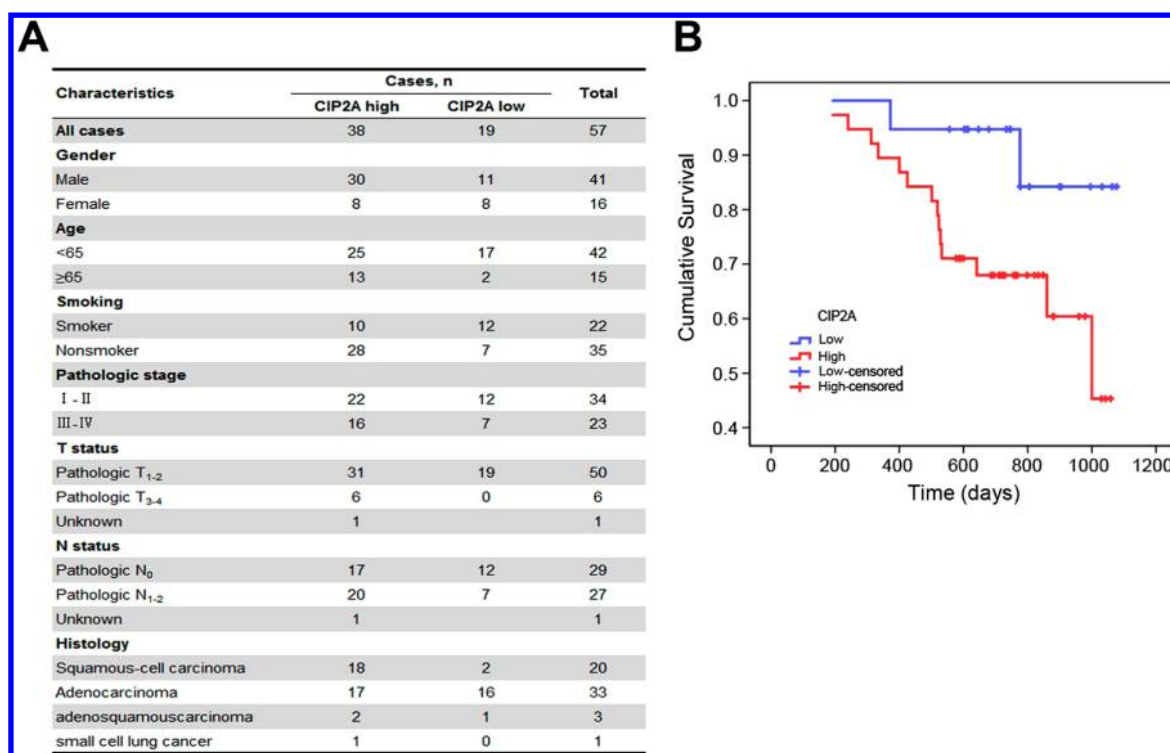 A
Cases, n
Characteristics Total
CIP2A high CIP2A low
All cases 38 19 57
Gender
Male 30 11 41
Female 8 8 16
Age
<65 25 17 42
≥65 13 2 15
Smoking
Smoker 10 12 22
Nonsmoker 28 7 35
Pathologic stage
Ⅰ-Ⅱ 22 12 34
III-IV 16 7 23
T status
Pathologic T1-2 31 19 50
Pathologic T3-4 6 0 6
Unknown 1 1
N status
Pathologic N0 17 12 29
Pathologic N1-2 20 7 27
Unknown 1 1
Histology
Squamous-cell carcinoma 18 2 20
Adenocarcinoma 17 16 33
adenosquamouscarcinoma 2 1 3
small cell lung cancer 1 0 1
B
Cumulative Survival
1.0
0.9
0.8
0.7
0.6
0.5
0.4
CIP2A
Low
High
Low-censored
High-censored
0 200 400 600 800 1000 1200
Time (days)